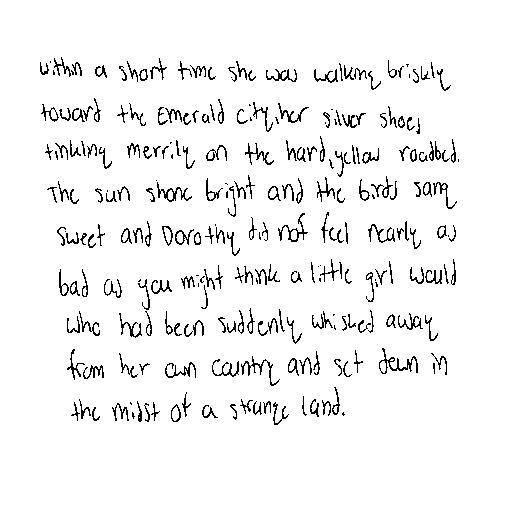 within a short time she was walking briskly
toward the Emerald City, her silver shoes
tinkling merrily on the hard, yellow roadbed.
The sun shone bright and the birds sang
sweet and Dorothy did not feel nearly as
bad as you might think a little girl would
who had been suddenly whisked away
from her own country and set down in
the midst of a strange land.